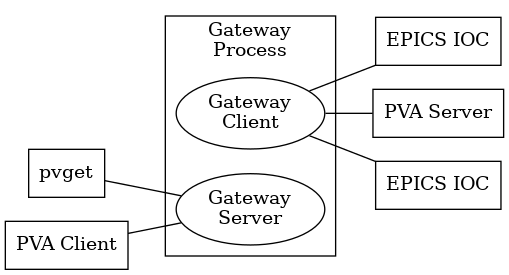 Gateway
Process
EPICS IOC
Gateway
Client
PVA Server
pvget
EPICS IOC
Gateway
Server
PVA Client